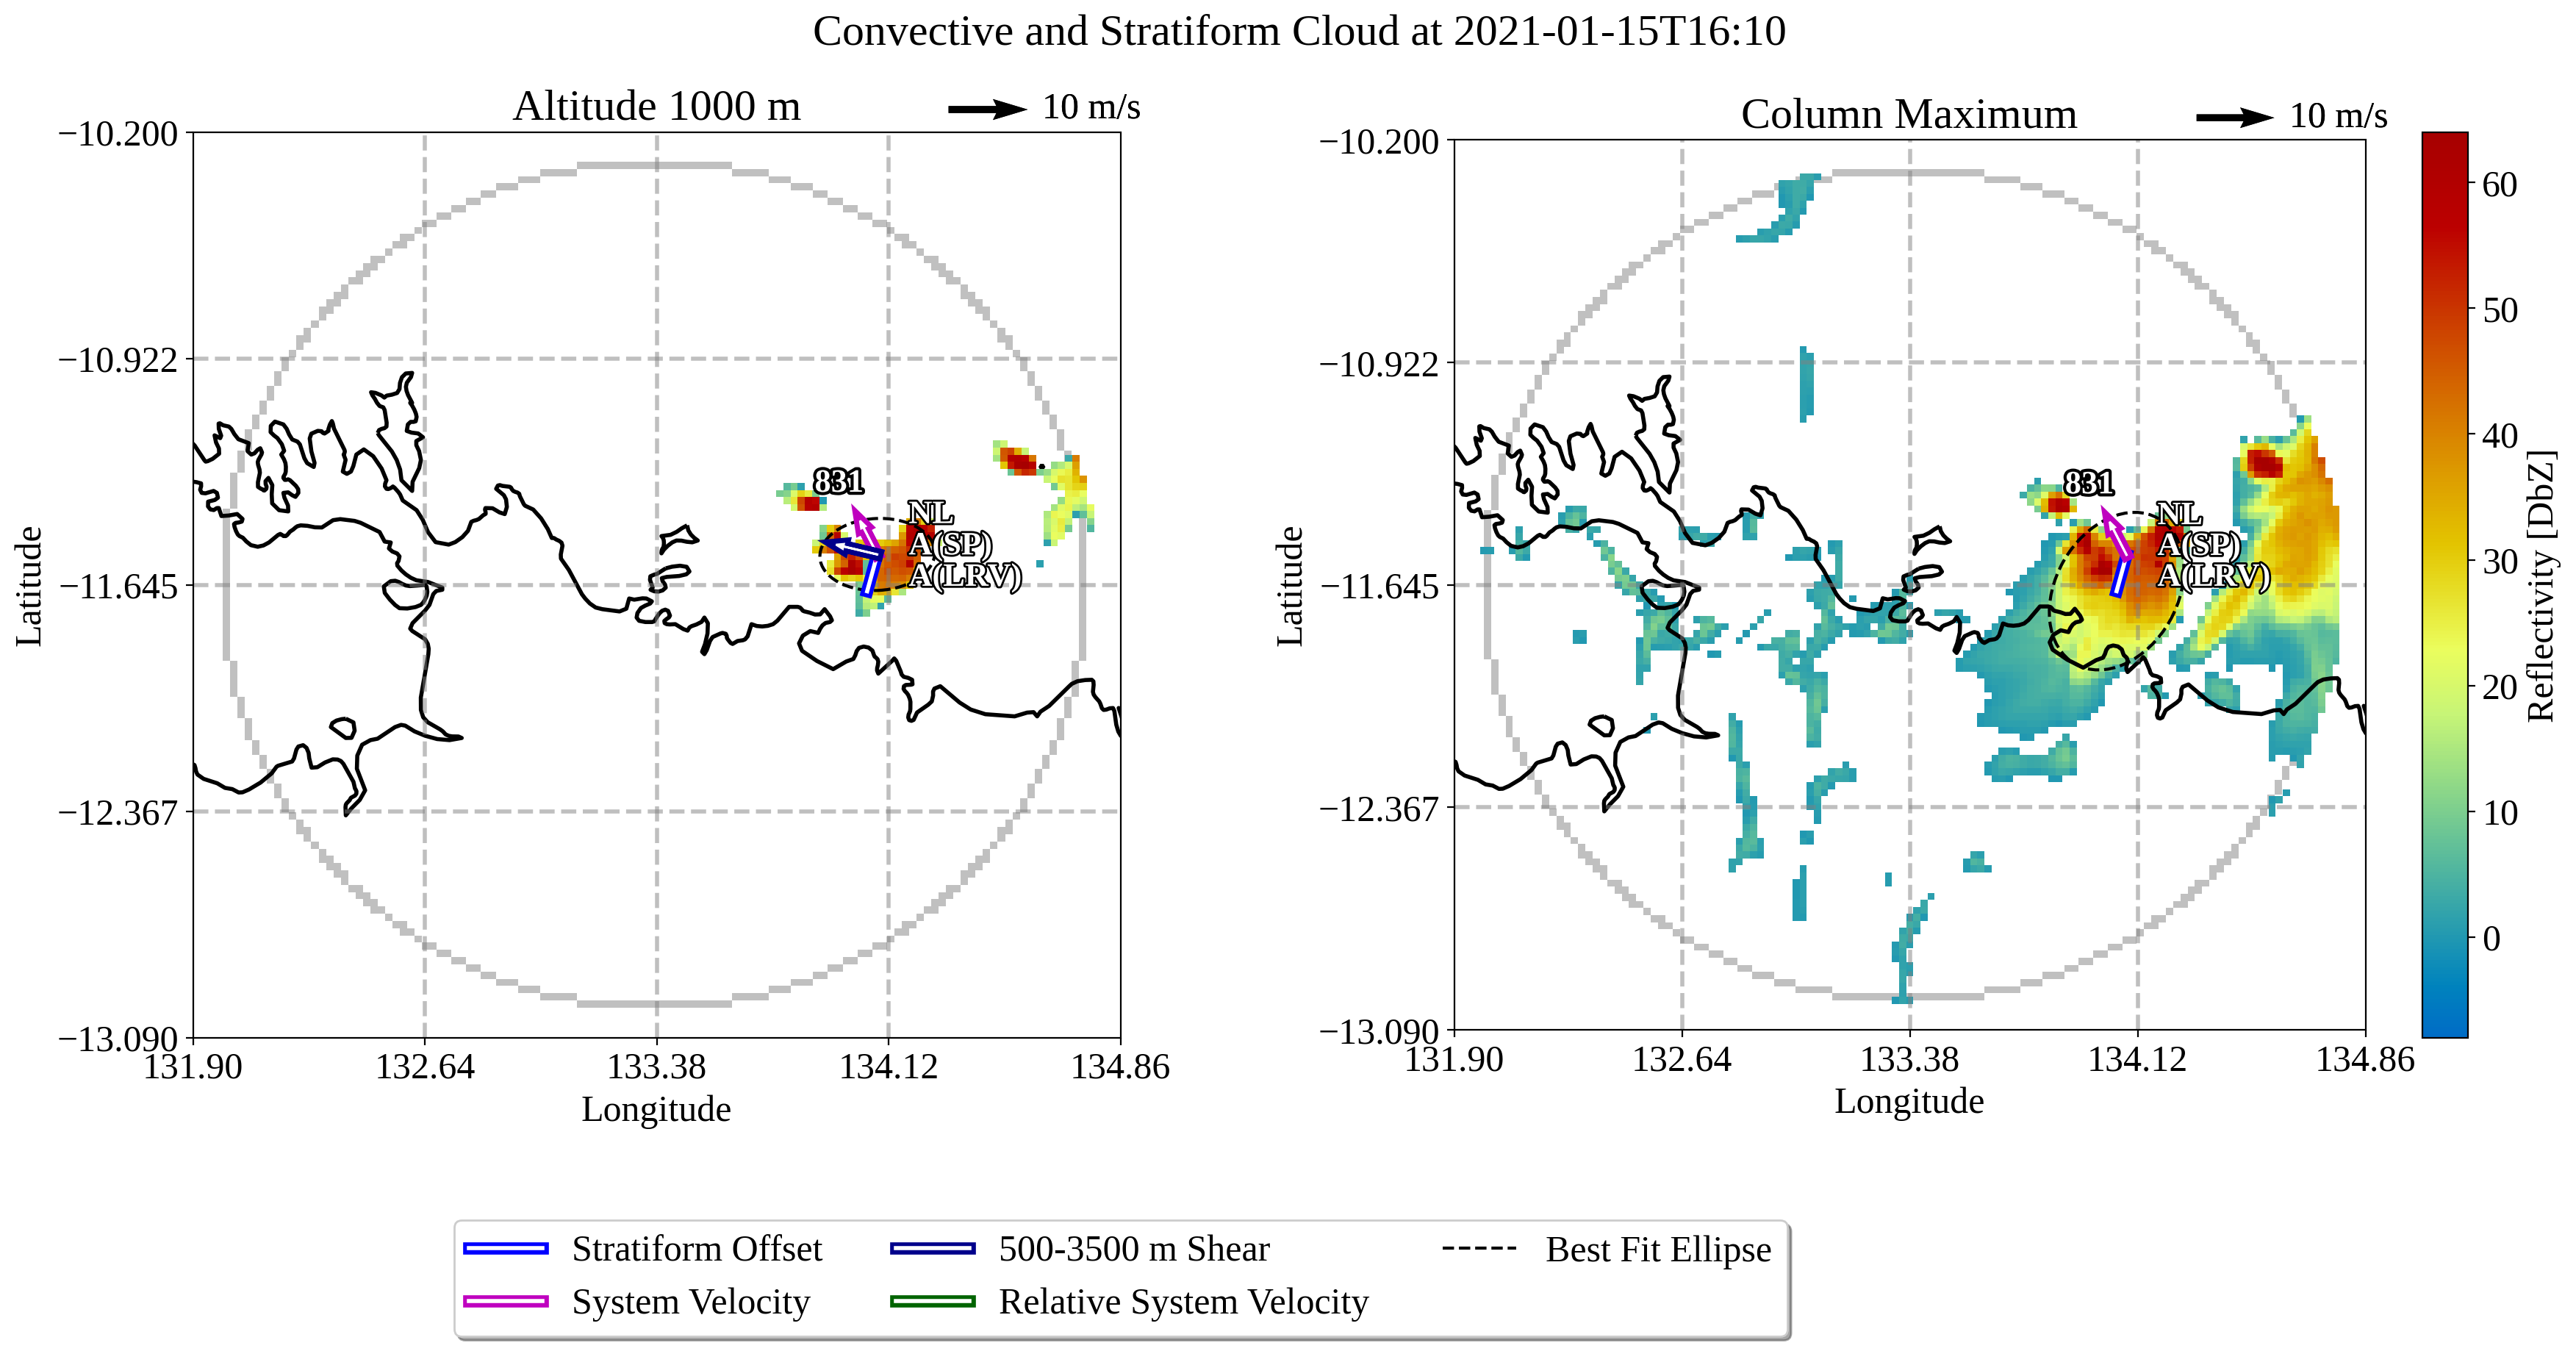 Convective and Stratiform Cloud at 2021-01-15T16:10
Altitude 1000 m
10 m/s
−10.200
−10.922
−11.645
−12.367
−13.090
131.90
132.64
133.38
134.12
134.86
Latitude
Longitude
831
NL
A(SP)
A(LRV)
Column Maximum
10 m/s
−10.200
−10.922
−11.645
−12.367
−13.090
131.90
132.64
133.38
134.12
134.86
Latitude
Longitude
831
NL
A(SP)
A(LRV)
60
50
40
30
20
10
0
Reflectivity [DbZ]
Stratiform Offset
System Velocity
500-3500 m Shear
Relative System Velocity
Best Fit Ellipse